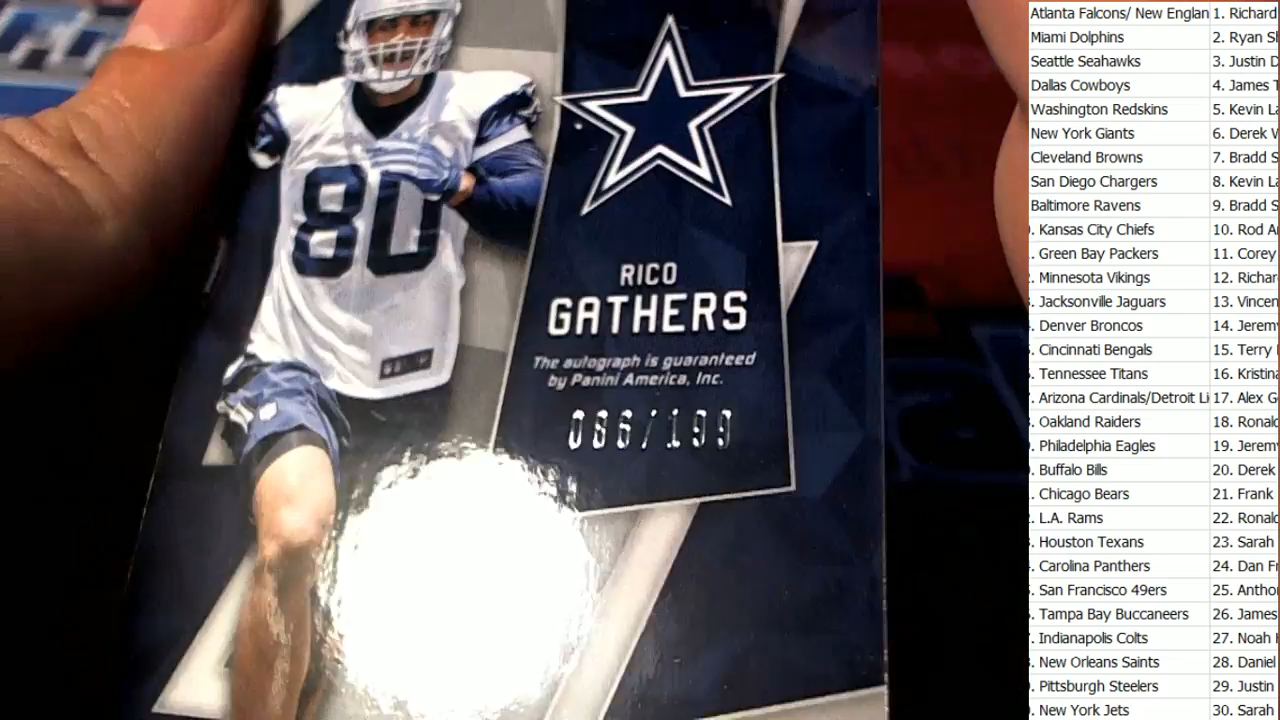 80
RICO
GATHERS
The autograph is guaranteed
by Panini America, Inc.
086/199
Atlanta Falcons/ New Englan 1. Richard
Miami Dolphins 2. Ryan
Seattle Seahawks 3. Justin D
Dallas Cowboys 4. James T
Washington Redskins 5. Kevin La
New York Giants 6. Derek
Cleveland Browns 7. Bradd S
San Diego Chargers 8. Kevin La
Baltimore Ravens 9. Bradd S
. Kansas City Chiefs 10. Rod A
. Green Bay Packers 11. Corey
. Minnesota Vikings 12. Richar
. Jacksonville Jaguars 13. Vincen
. Denver Broncos 14. Jerem
. Cincinnati Bengals 15. Terry
. Tennessee Titans 16. Kristina
. Arizona Cardinals/Detroit Li 17. Alex G
. Oakland Raiders 18. Ronal
. Philadelphia Eagles 19. Jerem
. Buffalo Bills 20. Derek
. Chicago Bears 21. Frank
. L.A. Rams 22. Ronal
. Houston Texans 23. Sarah
. Carolina Panthers 24. Dan F
. San Francisco 49ers 25. Antho
. Tampa Bay Buccaneers 26. James
. Indianapolis Colts 27. Noah
. New Orleans Saints 28. Daniel
. Pittsburgh Steelers 29. Justin
. New York Jets 30. Sarah